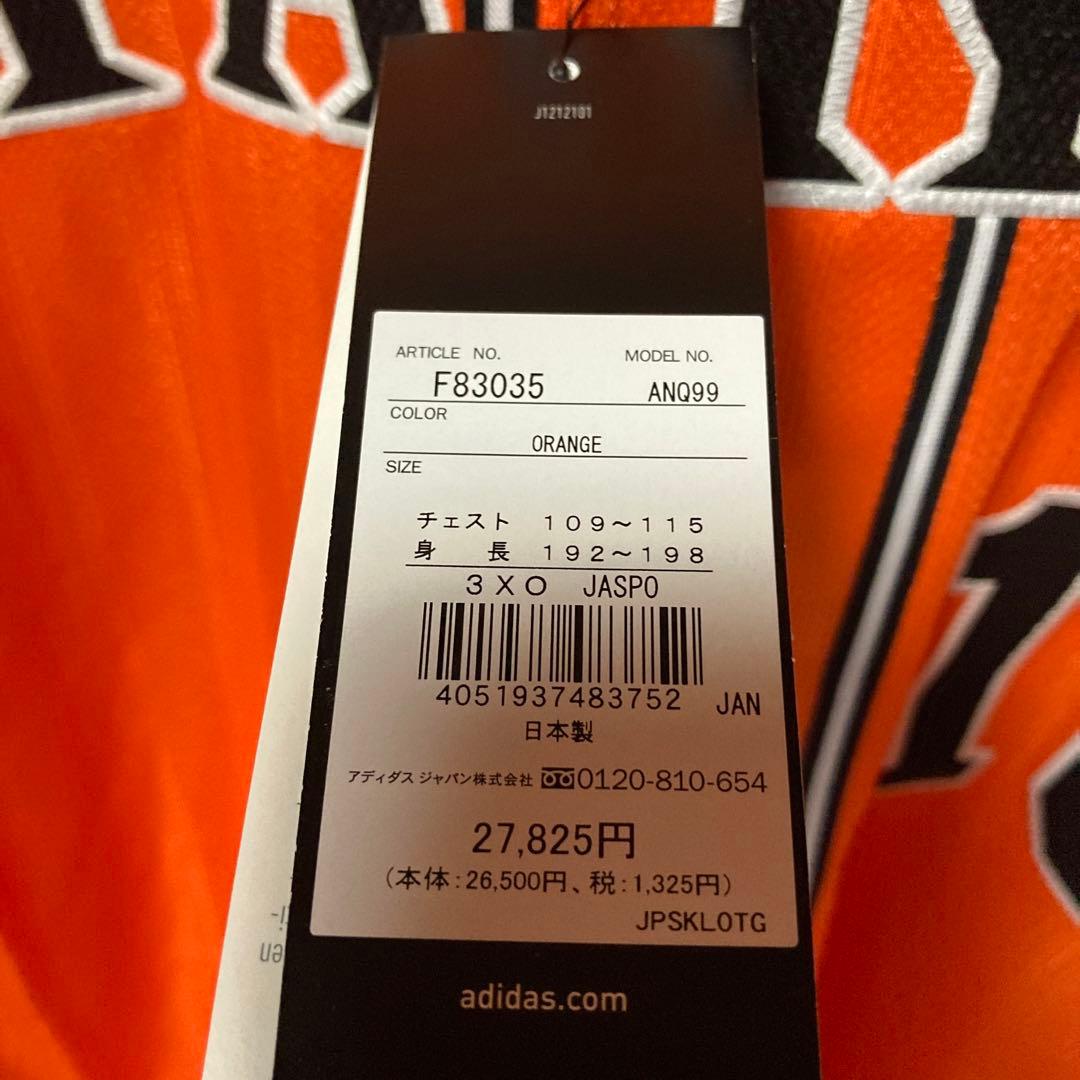 J1212101
ARTICLE NO. MODEL NO.
F83035 ANQ99
COLOR
ORANGE
SIZE
チェスト 109~115
身 長 192~198
3XO JASPO
4051937483752 JAN
日本製
アディダス ジャパン株式会社 0120-810-654
27,825円
(本体:26,500円、税:1,325円)
JPSKLOTG
adidas.com
1